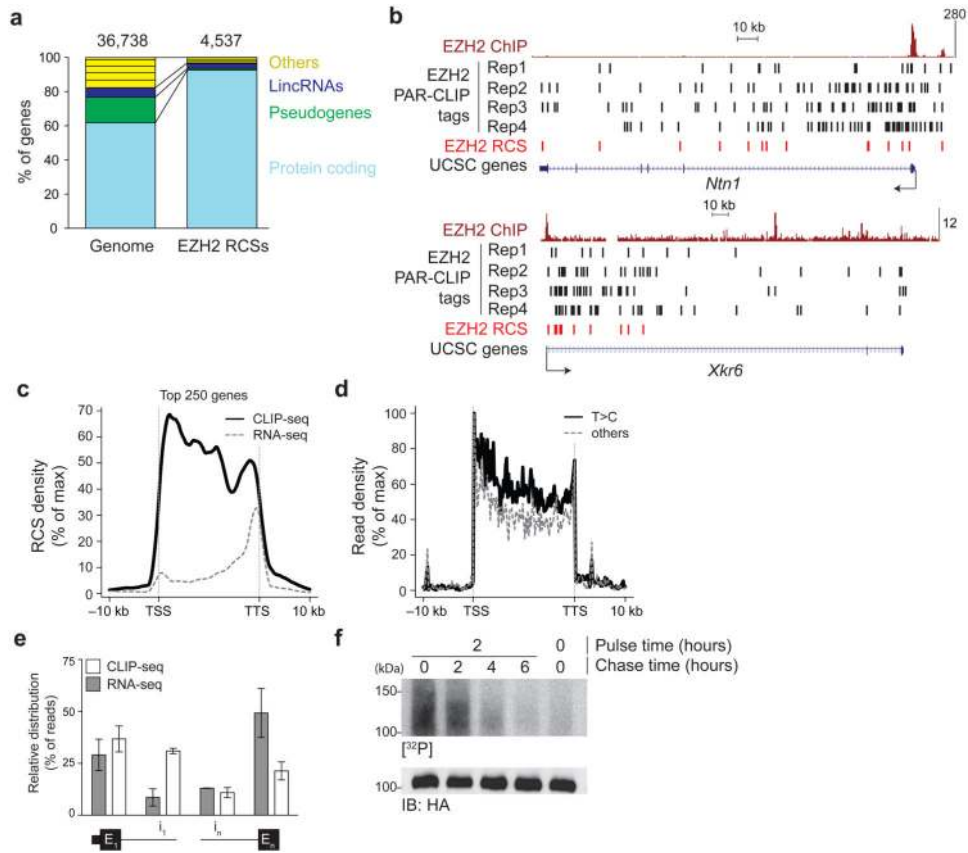 a
36,738 4,537
100
80
60
40
20
0
% of genes
Others
LincRNAs
Pseudogenes
Protein coding
Genome EZH2 RCSs
b
10 kb
280
EZH2 ChIP
EZH2
PAR-CLIP
tags
Rep1
Rep2
Rep3
Rep4
EZH2 RCS
UCSC genes
Ntn1
10 kb
12
EZH2 ChIP
EZH2
PAR-CLIP
tags
Rep1
Rep2
Rep3
Rep4
EZH2 RCS
UCSC genes
Xkr6
c
Top 250 genes
CLIP-seq
RNA-seq
70
60
50
40
30
20
10
0
RCS density
(% of max)
–10 kb TSS TTS 10 kb
d
T>C
others
100
80
60
40
20
0
Read density
(% of max)
-10 kb TSS TTS 10 kb
e
CLIP-seq
RNA-seq
75
50
25
0
Relative distribution
(% of reads)
E1 i1 in En
f
2 0 Pulse time (hours)
0 2 4 6 0 Chase time (hours)
(kDa)
150
100
[32P]
100
IB: HA